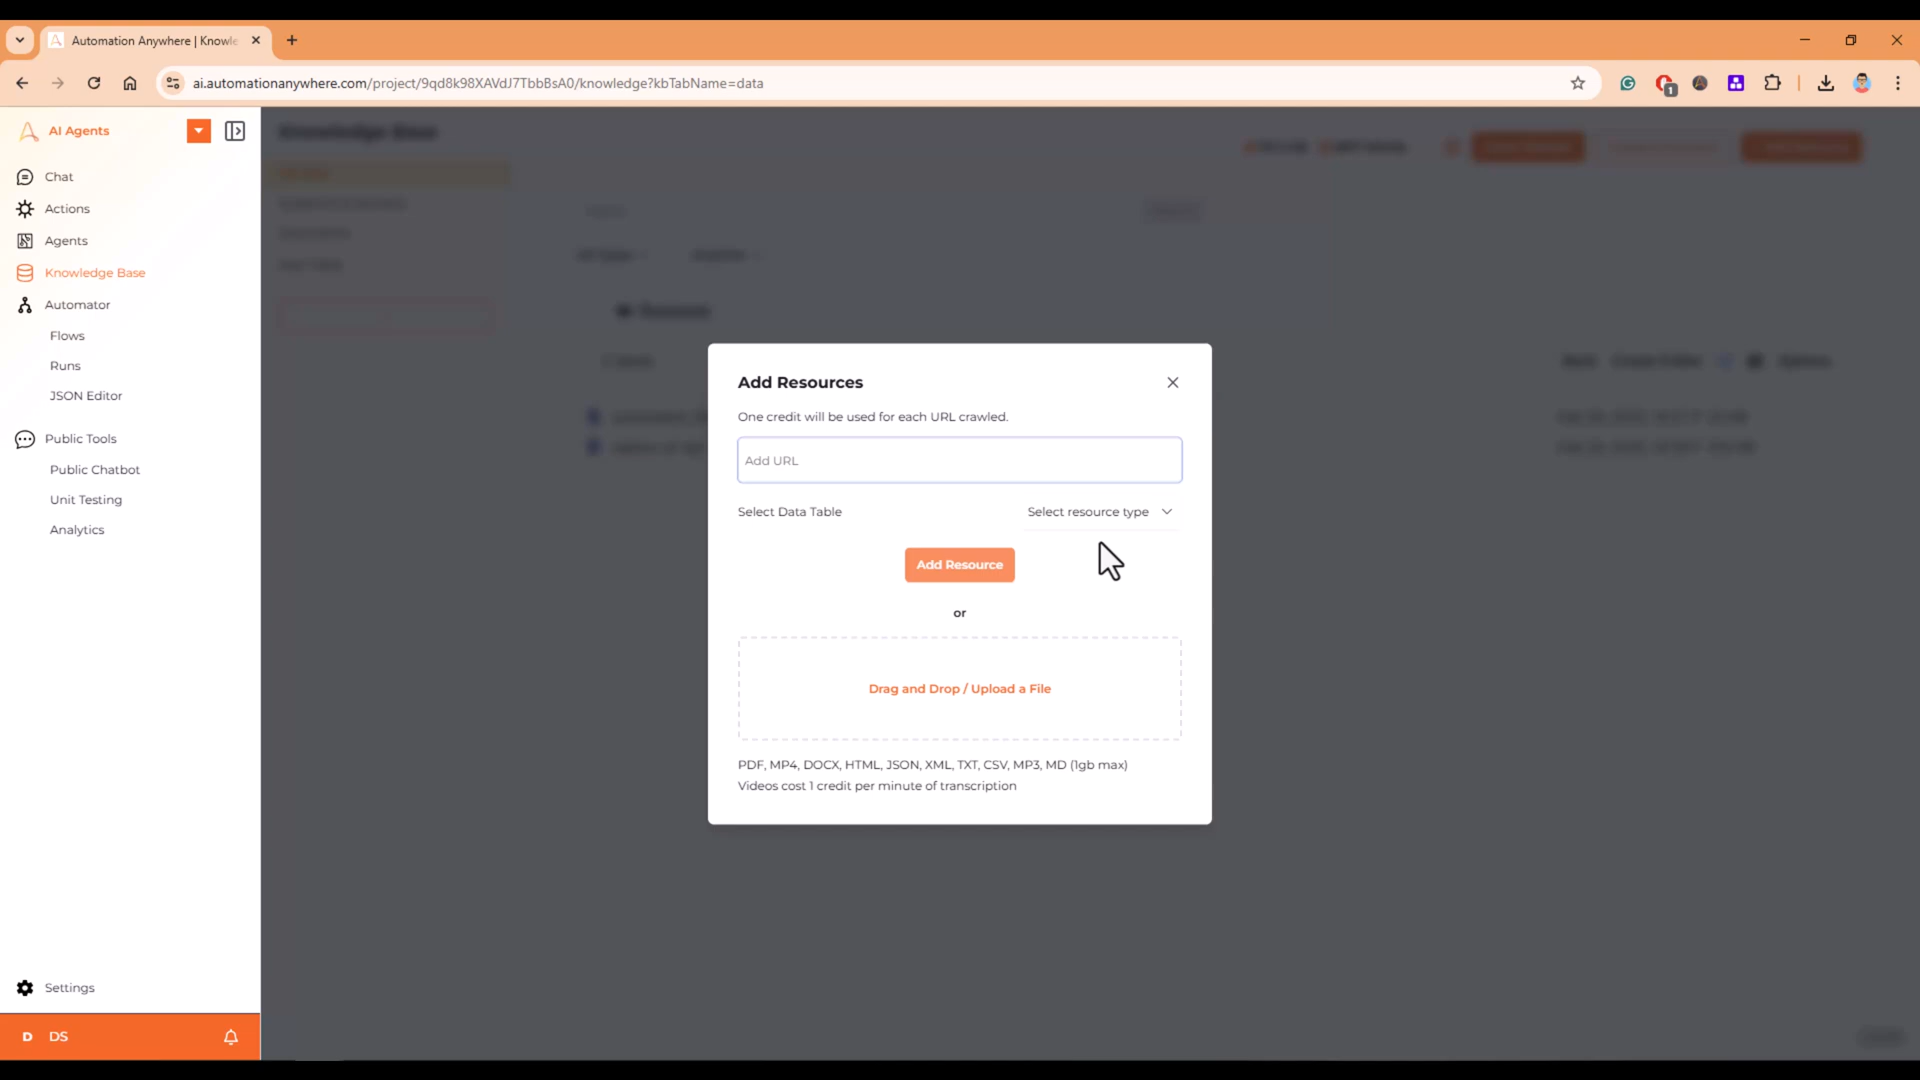 Automation Anywhere | Knowle
ai.automationanywhere.com/project/9qd8k98XAVdJ7TbbBsA0/knowledge?kbTabName=data
1
AI Agents
Chat
Actions
Agents
Knowledge Base
Automator
Flows
Runs
JSON Editor
Public Tools
Public Chatbot
Unit Testing
Analytics
Settings
D DS
Knowledge Base
Add Resources
One credit will be used for each URL crawled.
Add URL
Select Data Table
Select resource type
Add Resource
or
Drag and Drop / Upload a File
PDF, MP4, DOCX, HTML, JSON, XML, TXT, CSV, MP3, MD (1gb max)
Videos cost 1 credit per minute of transcription